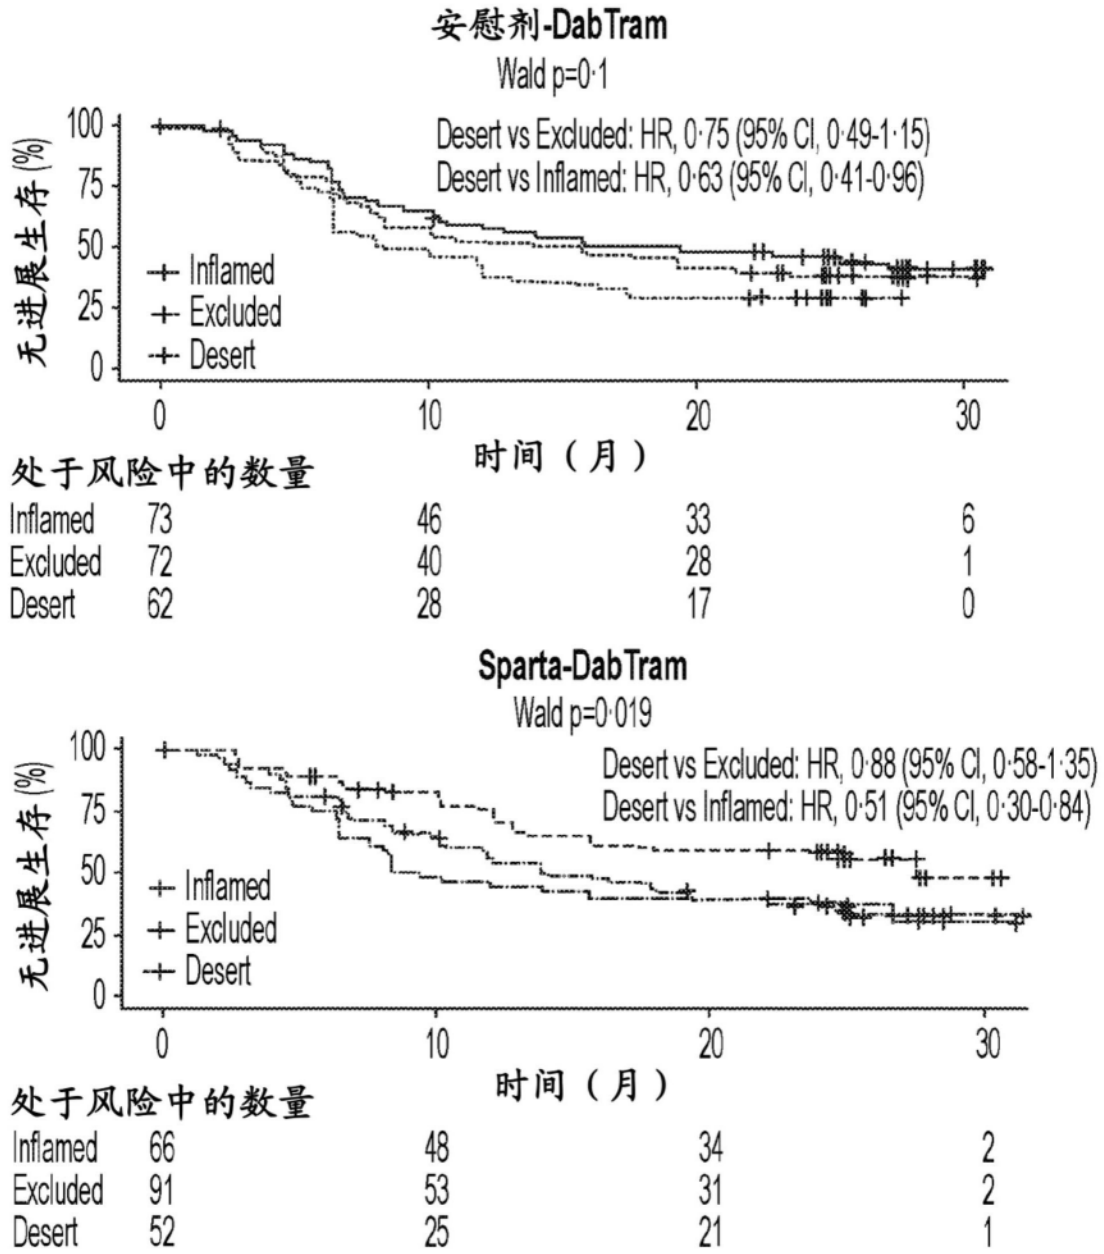 安慰剂-DabTram
Wald p=0·1
Desert vs Excluded: HR, 0·75 (95% CI, 0·49-1·15)
Desert vs Inflamed: HR, 0·63 (95% CI, 0·41-0·96)
无进展生存 (%)
100
75
50
25
0
Inflamed
Excluded
Desert
0 10 20 30
时间（月）
处于风险中的数量
Inflamed 73 46 33 6
Excluded 72 40 28 1
Desert 62 28 17 0
Sparta-DabTram
Wald p=0·019
Desert vs Excluded: HR, 0·88 (95% CI, 0·58-1·35)
Desert vs Inflamed: HR, 0·51 (95% CI, 0·30-0·84)
无进展生存 (%)
100
75
50
25
0
Inflamed
Excluded
Desert
0 10 20 30
时间（月）
处于风险中的数量
Inflamed 66 48 34 2
Excluded 91 53 31 2
Desert 52 25 21 1